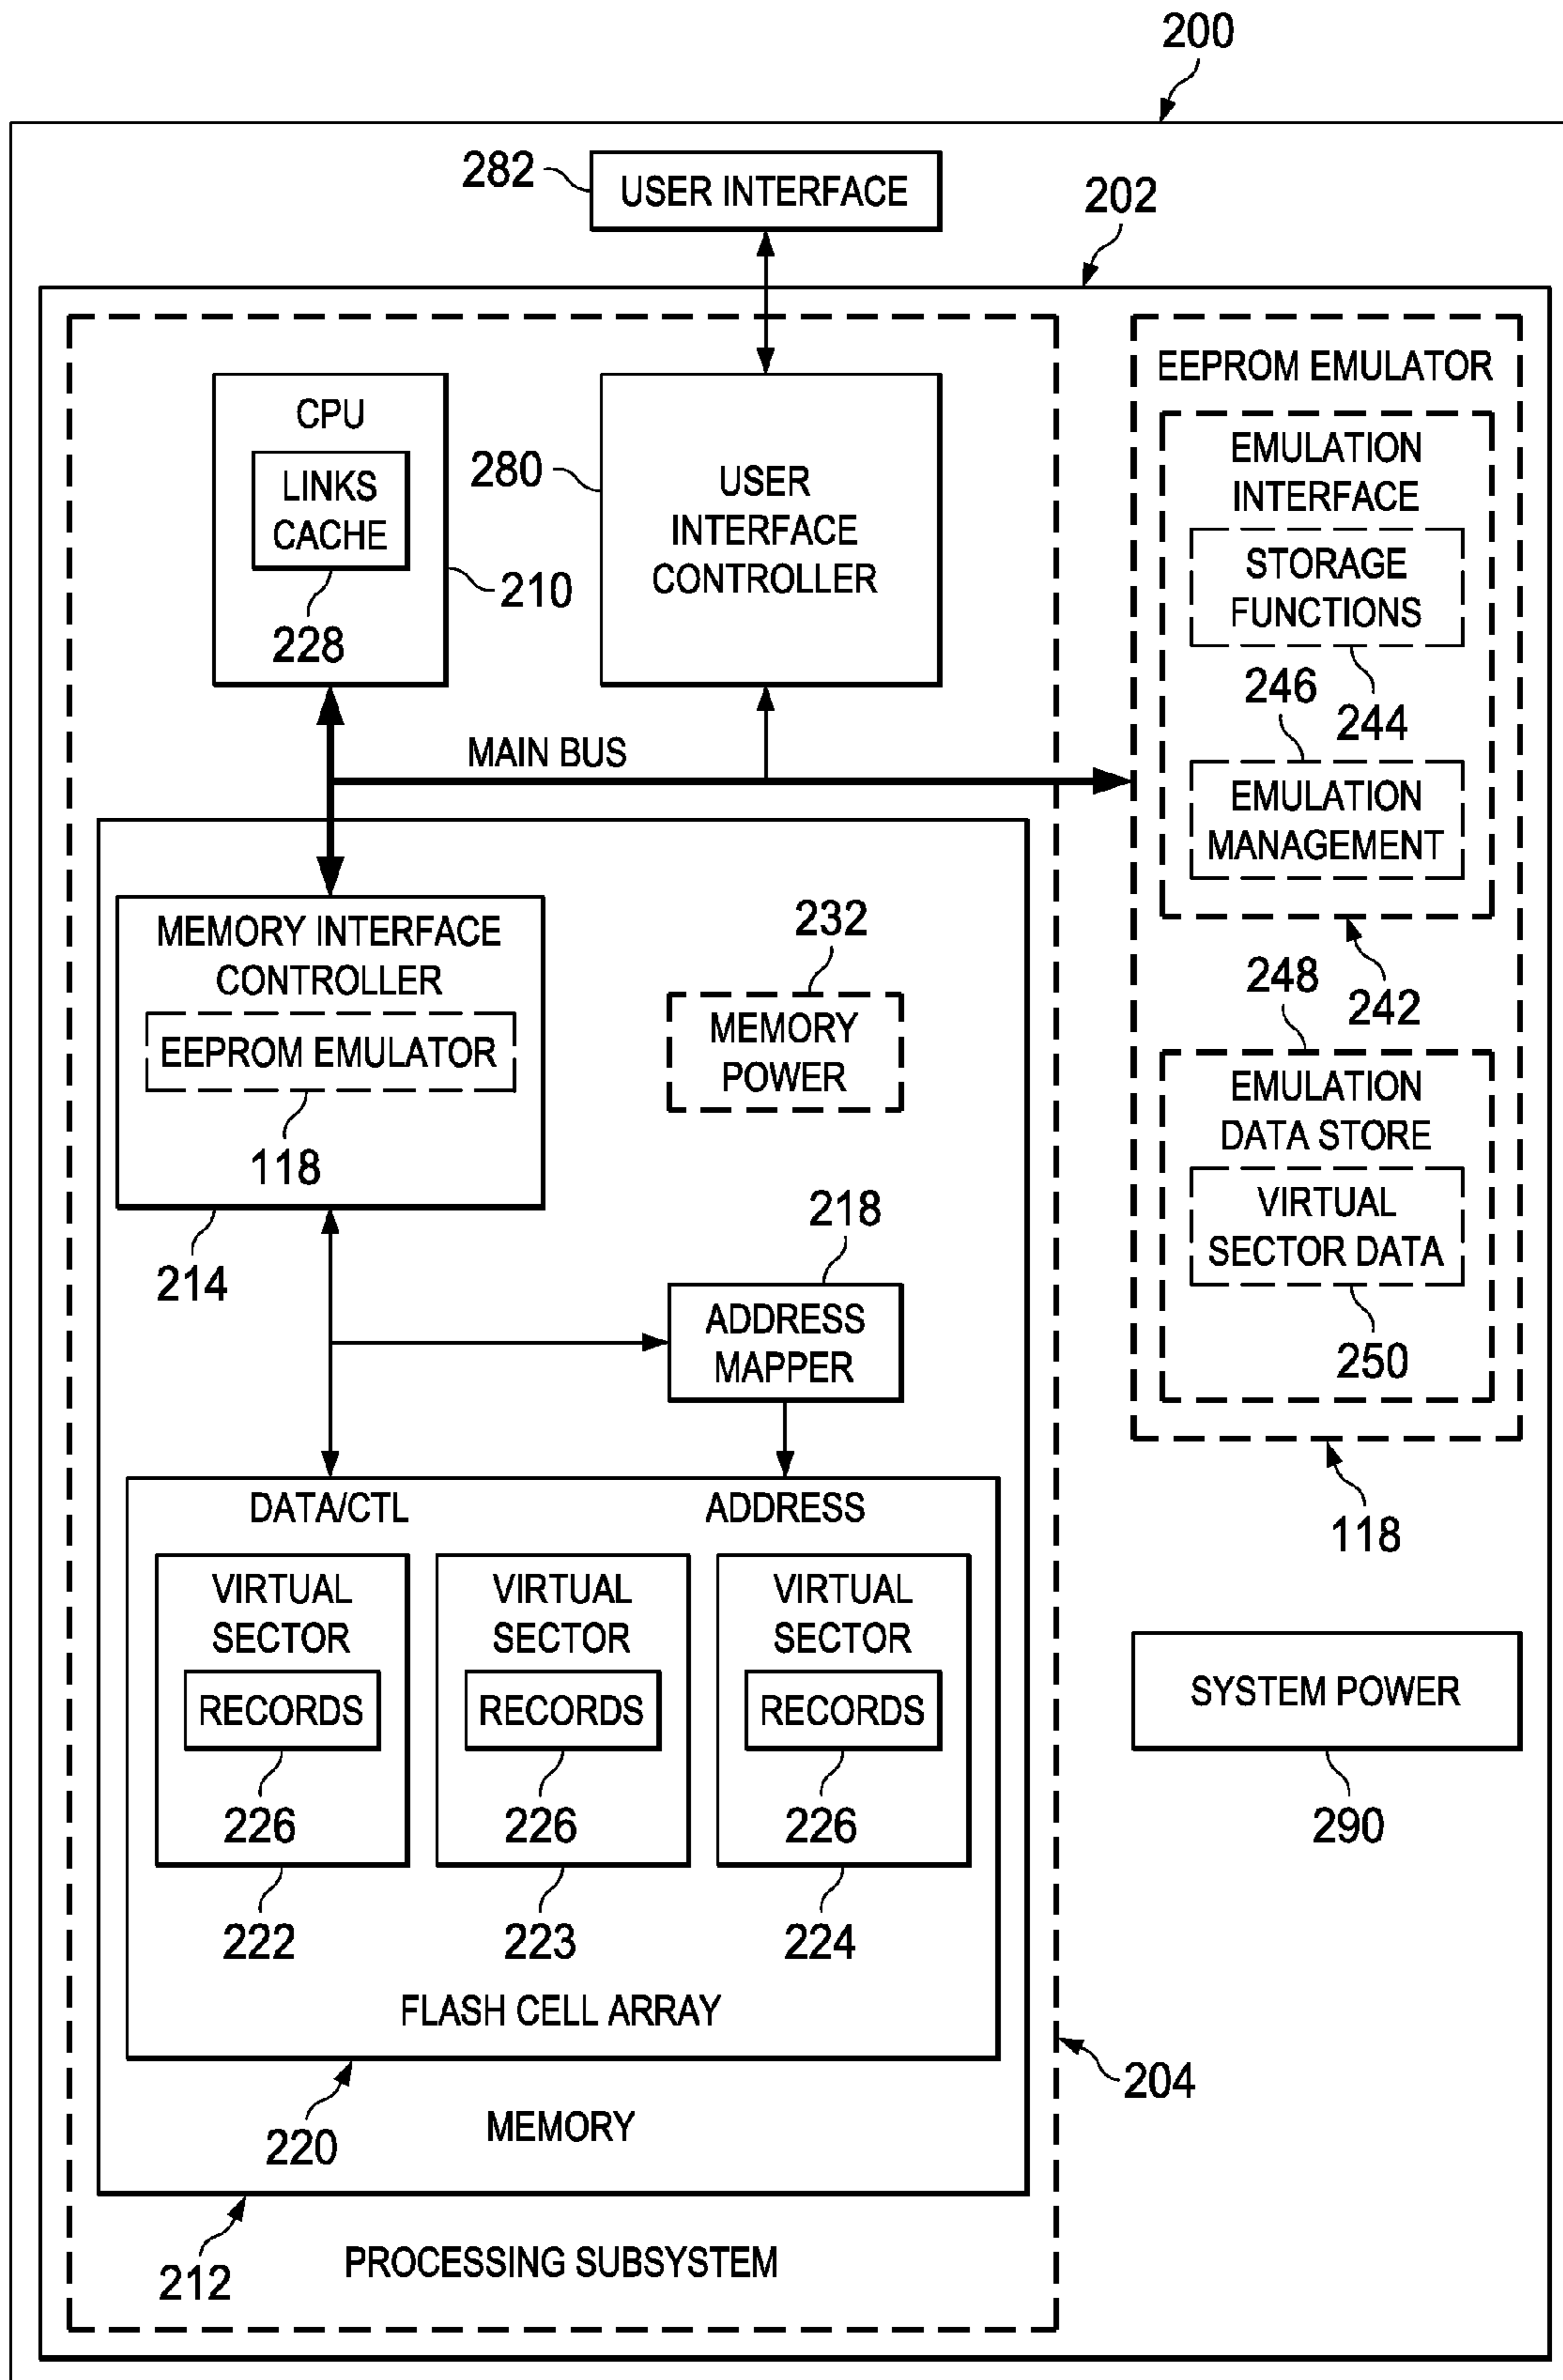 200
282
USER INTERFACE
202
CPU
LINKS
CACHE
228
210
280
USER
INTERFACE
CONTROLLER
MAIN BUS
EEPROM EMULATOR
EMULATION
INTERFACE
STORAGE
FUNCTIONS
244
246
EMULATION
MANAGEMENT
242
248
EMULATION
DATA STORE
VIRTUAL
SECTOR DATA
250
118
MEMORY INTERFACE
CONTROLLER
EEPROM EMULATOR
118
214
232
MEMORY
POWER
218
ADDRESS
MAPPER
DATA/CTL
ADDRESS
VIRTUAL
SECTOR
RECORDS
226
222
VIRTUAL
SECTOR
RECORDS
226
223
VIRTUAL
SECTOR
RECORDS
226
224
FLASH CELL ARRAY
220
MEMORY
212
PROCESSING SUBSYSTEM
204
SYSTEM POWER
290